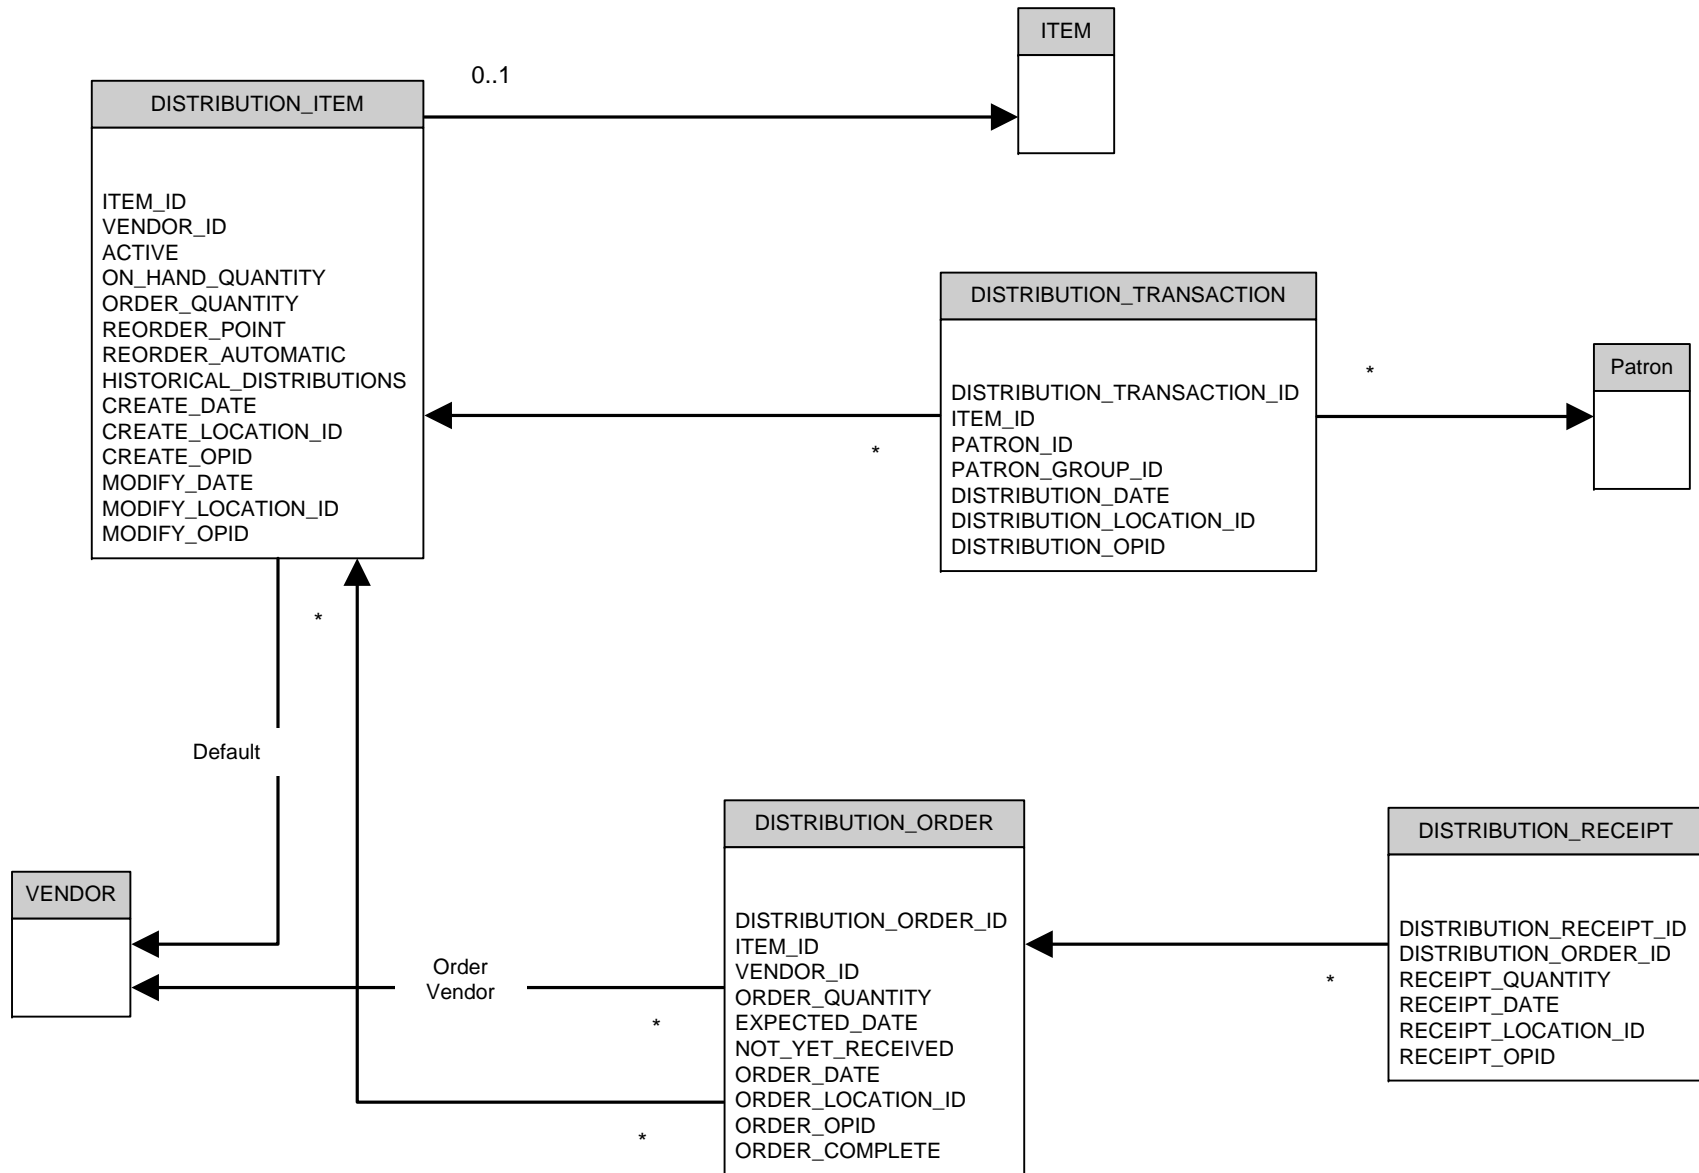 ITEM
0..1
DISTRIBUTION_ITEM
ITEM_ID
VENDOR_ID
ACTIVE
ON_HAND_QUANTITY
ORDER_QUANTITY
REORDER_POINT
REORDER_AUTOMATIC
HISTORICAL_DISTRIBUTIONS
CREATE_DATE
CREATE_LOCATION_ID
CREATE_OPID
MODIFY_DATE
MODIFY_LOCATION_ID
MODIFY_OPID
DISTRIBUTION_TRANSACTION
DISTRIBUTION_TRANSACTION_ID
ITEM_ID
PATRON_ID
PATRON_GROUP_ID
DISTRIBUTION_DATE
DISTRIBUTION_LOCATION_ID
DISTRIBUTION_OPID
*
*
Patron
*
Default
VENDOR
Order
Vendor
*
*
DISTRIBUTION_ORDER
DISTRIBUTION_ORDER_ID
ITEM_ID
VENDOR_ID
ORDER_QUANTITY
EXPECTED_DATE
NOT_YET_RECEIVED
ORDER_DATE
ORDER_LOCATION_ID
ORDER_OPID
ORDER_COMPLETE
*
DISTRIBUTION_RECEIPT
DISTRIBUTION_RECEIPT_ID
DISTRIBUTION_ORDER_ID
RECEIPT_QUANTITY
RECEIPT_DATE
RECEIPT_LOCATION_ID
RECEIPT_OPID